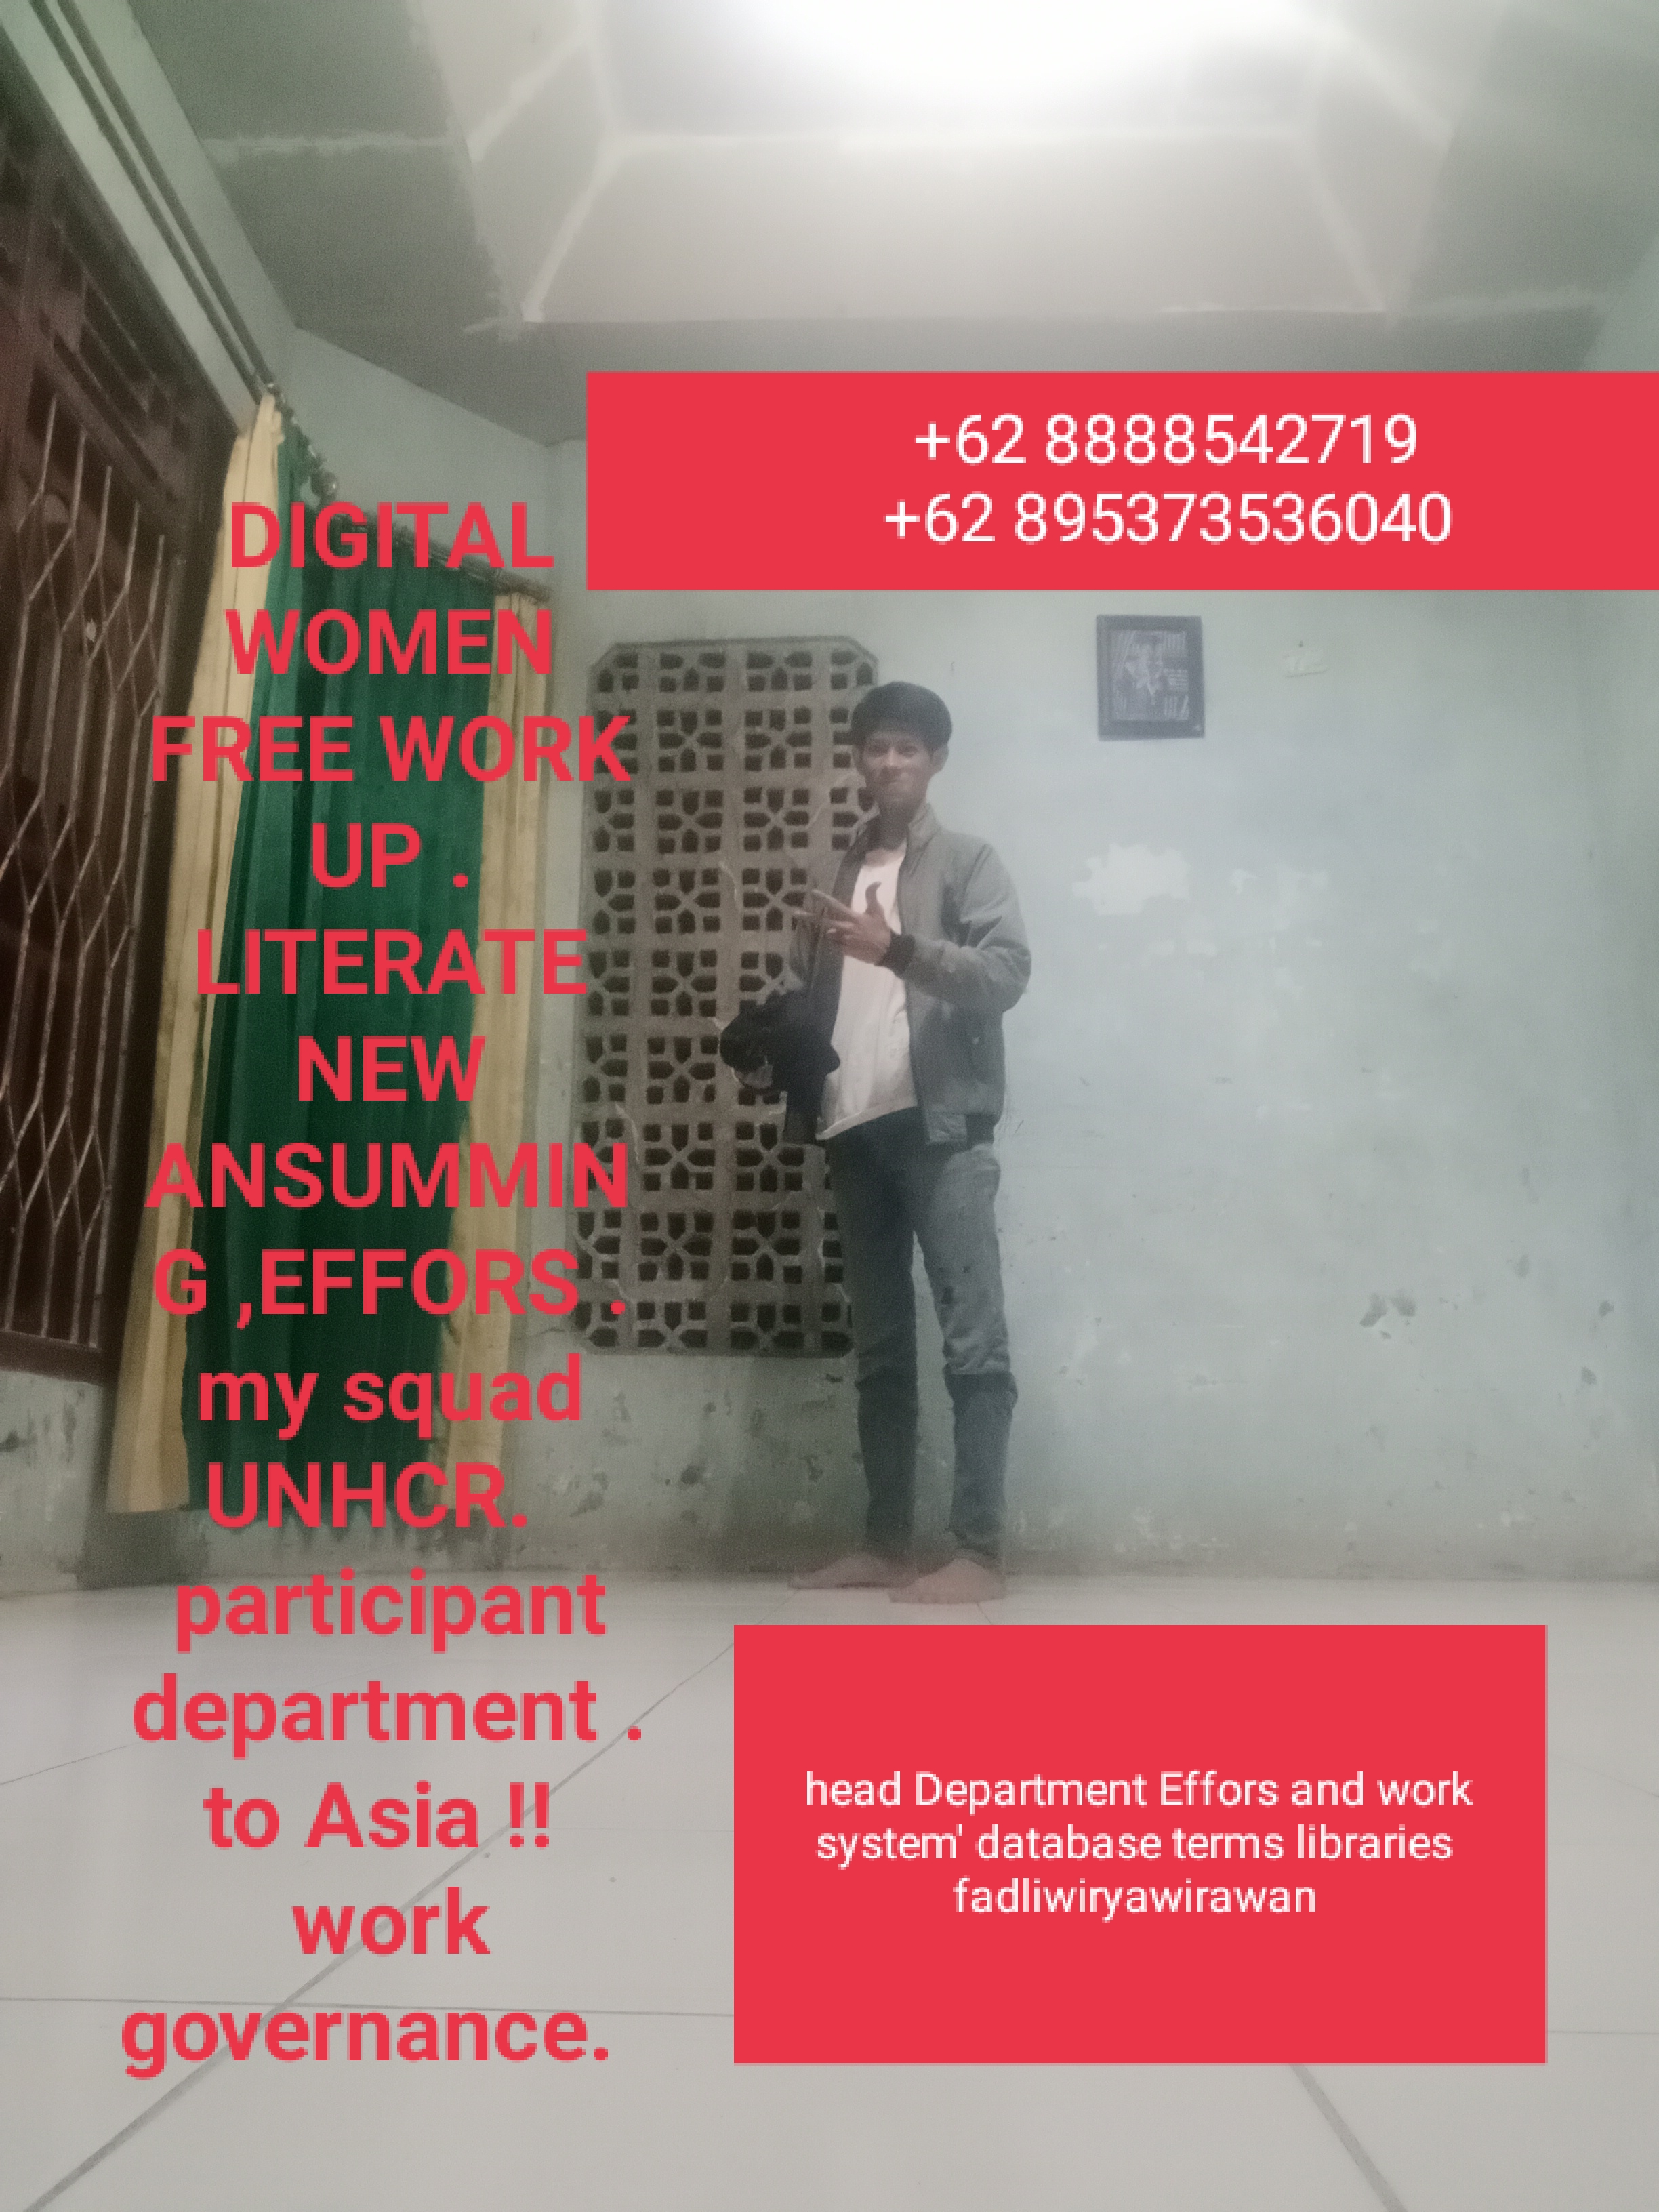 +62 8888542719
+62 895373536040
DIGITAL
WOMEN
FREE WORK
UP .
LITERATE
NEW
ANSUMMIN
G ,EFFORS .
my squad
UNHCR.
participant
department .
to Asia !!
work
governance.
head Department Effors and work
system' database terms libraries
fadliwiryawirawan